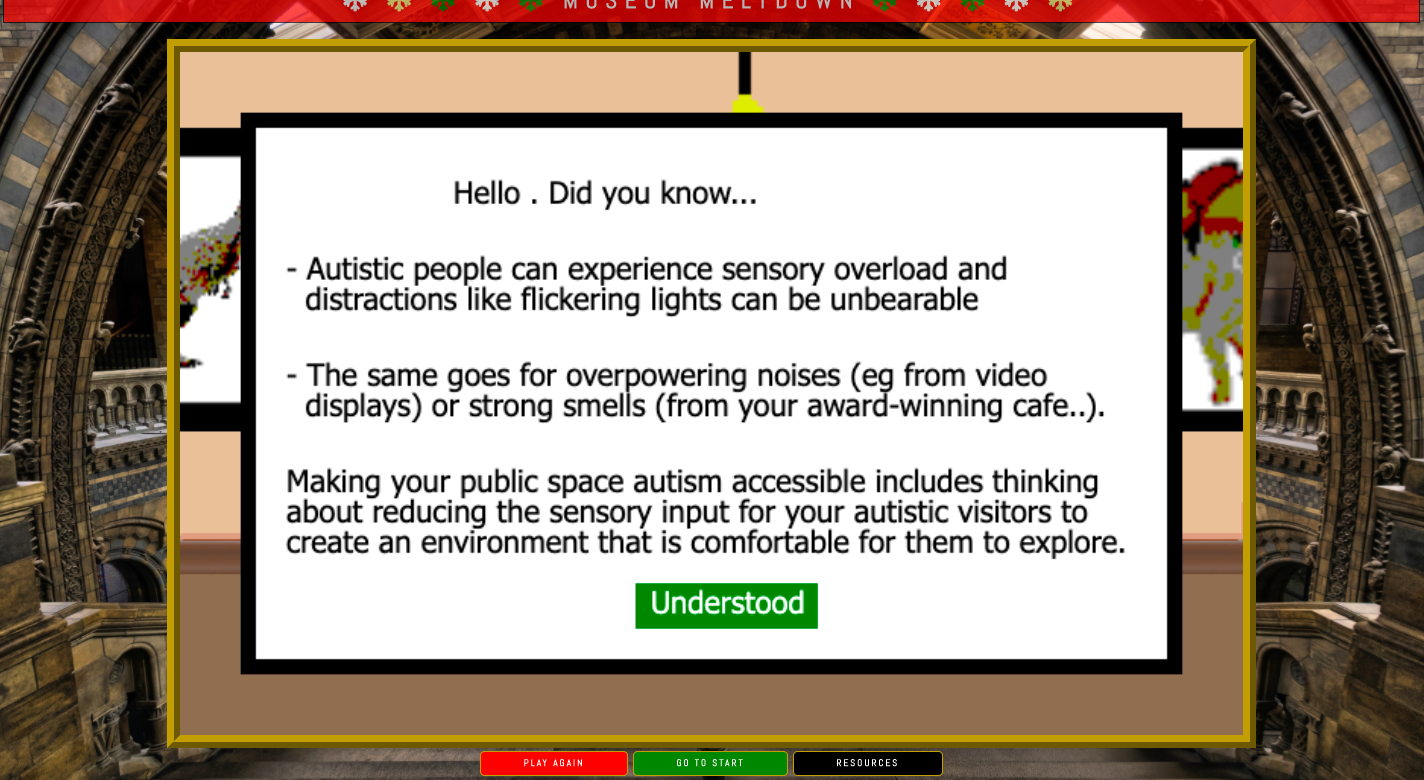 MUSEUM MELTDOWN
Hello . Did you know...
- Autistic people can experience sensory overload and
distractions like flickering lights can be unbearable
- The same goes for overpowering noises (eg from video
displays) or strong smells (from your award-winning cafe..).
Making your public space autism accessible includes thinking
about reducing the sensory input for your autistic visitors to
create an environment that is comfortable for them to explore.
Understood
PLAY AGAIN
GO TO START
RESOURCES